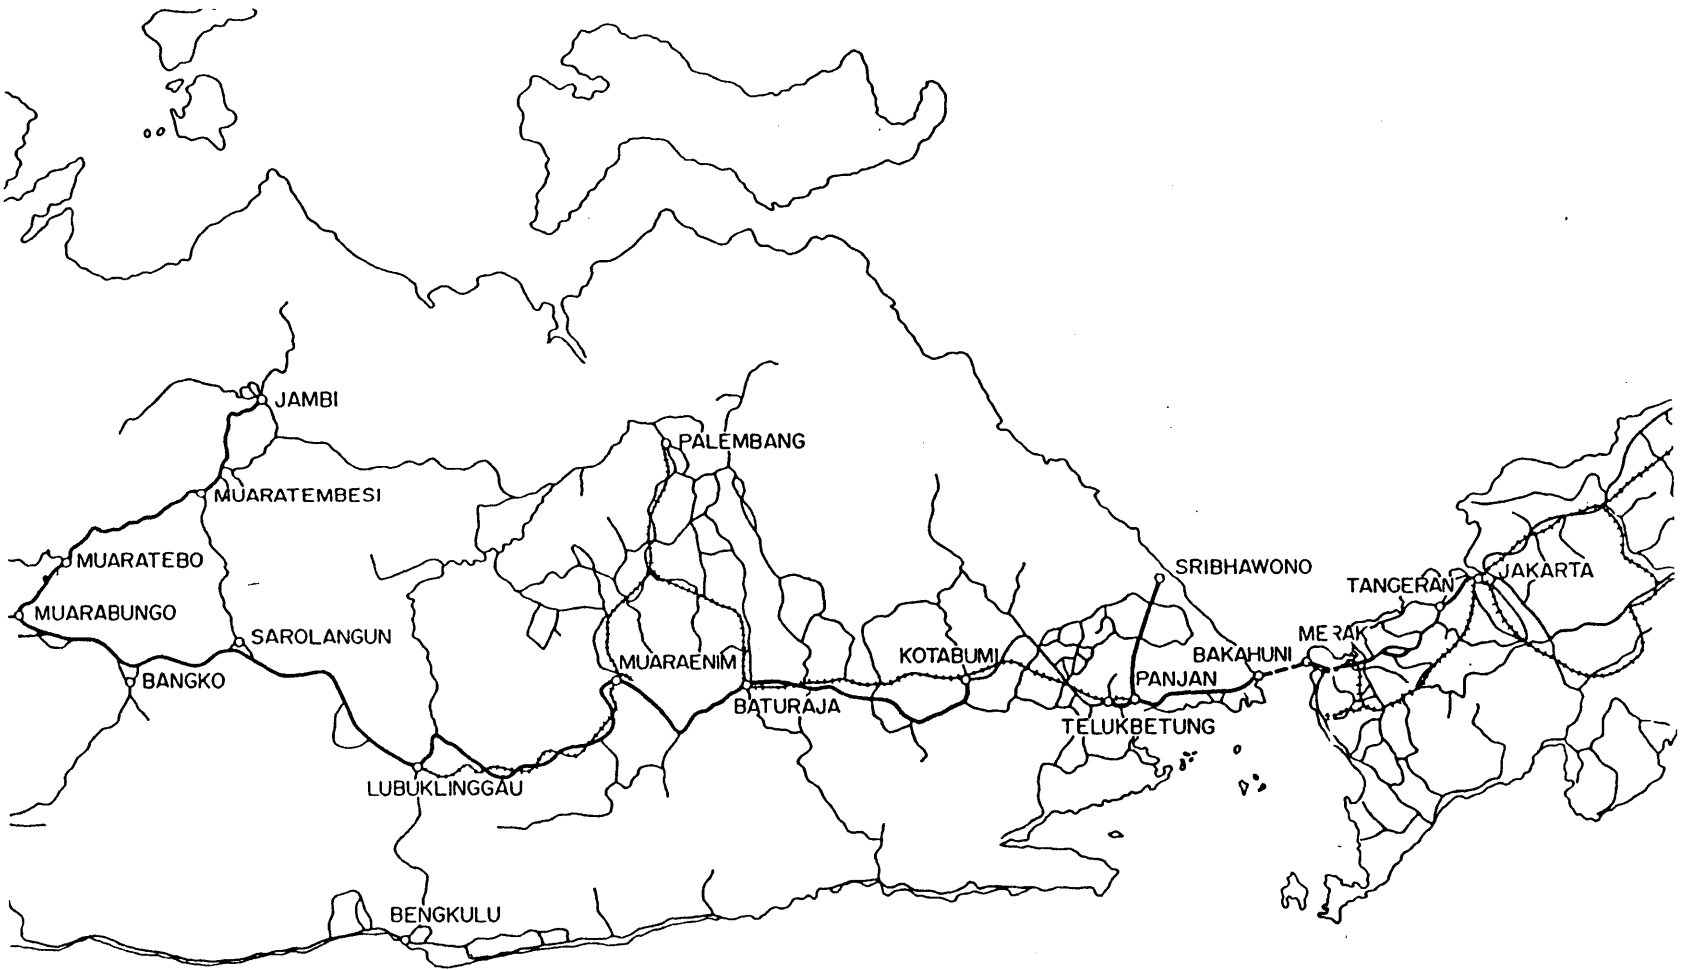 JAMBI
PALEMBANG
MUARATEMBESI
MUARATEBO
SRIBHAWONO
JAKARTA
TANGERAN
MUARABUNGO
SAROLANGUN
MERAK
MUARAENIM
KOTABUMI
BAKAHUNI
BANGKO
PANJAN
BATURAJA
TELUKBETUNG
LUBUKLINGGAU
BENGKULU